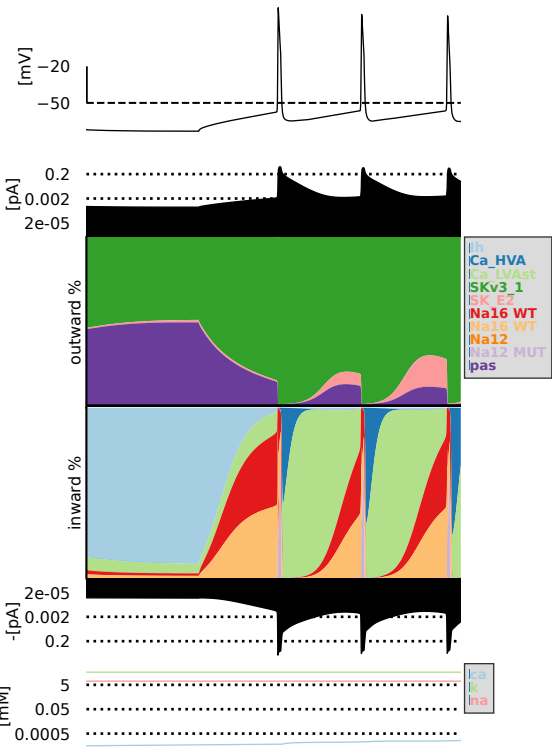 [mV]
−20
−50
[pA]
0.2
0.002
2e-05
outward %
Ih
Ca_HVA
Ca_LVAst
SKv3_1
SK_E2
Na16 WT
Na16 WT
Na12
Na12 MUT
pas
inward %
-[pA]
2e-05
0.002
0.2
[mM]
5
0.05
0.0005
ca
k
na